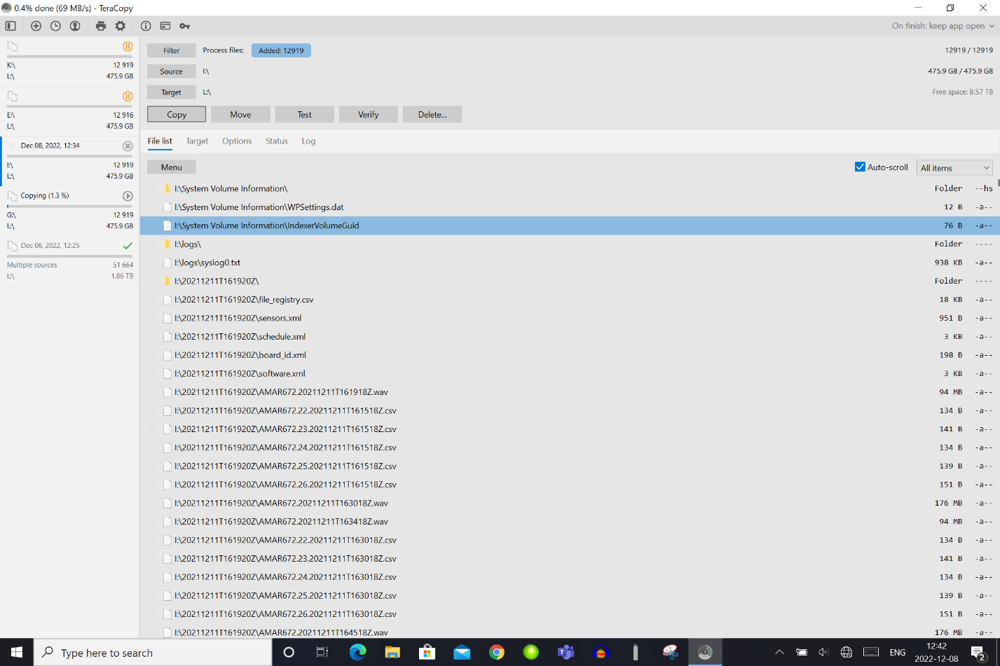 0.4% done (69 MB/s) - TeraCopy
On finish: keep app open
K:\ 12 919
L:\ 475.9 GB
E:\ 12 916
L:\ 475.9 GB
Dec 08, 2022, 12:34
I:\ 12 919
L:\ 475.9 GB
Copying (1.3 %)
G:\ 12 919
L:\ 475.9 GB
Dec 06, 2022, 12:25
Multiple sources 51 664
L:\ 1.86 TB
Filter Process files: Added: 12919 12919 / 12919
Source I:\ 475.9 GB / 475.9 GB
Target L:\ Free space: 8.57 TB
Copy Move Test Verify Delete...
File list Target Options Status Log
Menu Auto-scroll All items
I:\System Volume Information\ Folder --hs
I:\System Volume Information\WPSettings.dat 12 B -a--
I:\System Volume Information\IndexerVolumeGuid 76 B -a--
I:\logs\ Folder ----
I:\logs\syslog0.txt 938 KB -a--
I:\20211211T161920Z\ Folder ----
I:\20211211T161920Z\file_registry.csv 18 KB -a--
I:\20211211T161920Z\sensors.xml 951 B -a--
I:\20211211T161920Z\schedule.xml 3 KB -a--
I:\20211211T161920Z\board_id.xml 198 B -a--
I:\20211211T161920Z\software.xml 3 KB -a--
I:\20211211T161920Z\AMAR672.20211211T161918Z.wav 94 MB -a--
I:\20211211T161920Z\AMAR672.22.20211211T161518Z.csv 134 B -a--
I:\20211211T161920Z\AMAR672.23.20211211T161518Z.csv 141 B -a--
I:\20211211T161920Z\AMAR672.24.20211211T161518Z.csv 134 B -a--
I:\20211211T161920Z\AMAR672.25.20211211T161518Z.csv 139 B -a--
I:\20211211T161920Z\AMAR672.26.20211211T161518Z.csv 151 B -a--
I:\20211211T161920Z\AMAR672.20211211T163018Z.wav 176 MB -a--
I:\20211211T161920Z\AMAR672.20211211T163418Z.wav 94 MB -a--
I:\20211211T161920Z\AMAR672.22.20211211T163018Z.csv 134 B -a--
I:\20211211T161920Z\AMAR672.23.20211211T163018Z.csv 141 B -a--
I:\20211211T161920Z\AMAR672.24.20211211T163018Z.csv 134 B -a--
I:\20211211T161920Z\AMAR672.25.20211211T163018Z.csv 139 B -a--
I:\20211211T161920Z\AMAR672.26.20211211T163018Z.csv 151 B -a--
I:\20211211T161920Z\AMAR672.20211211T164518Z.wav 176 MB -a--
Type here to search
ENG
12:42
2022-12-08
2